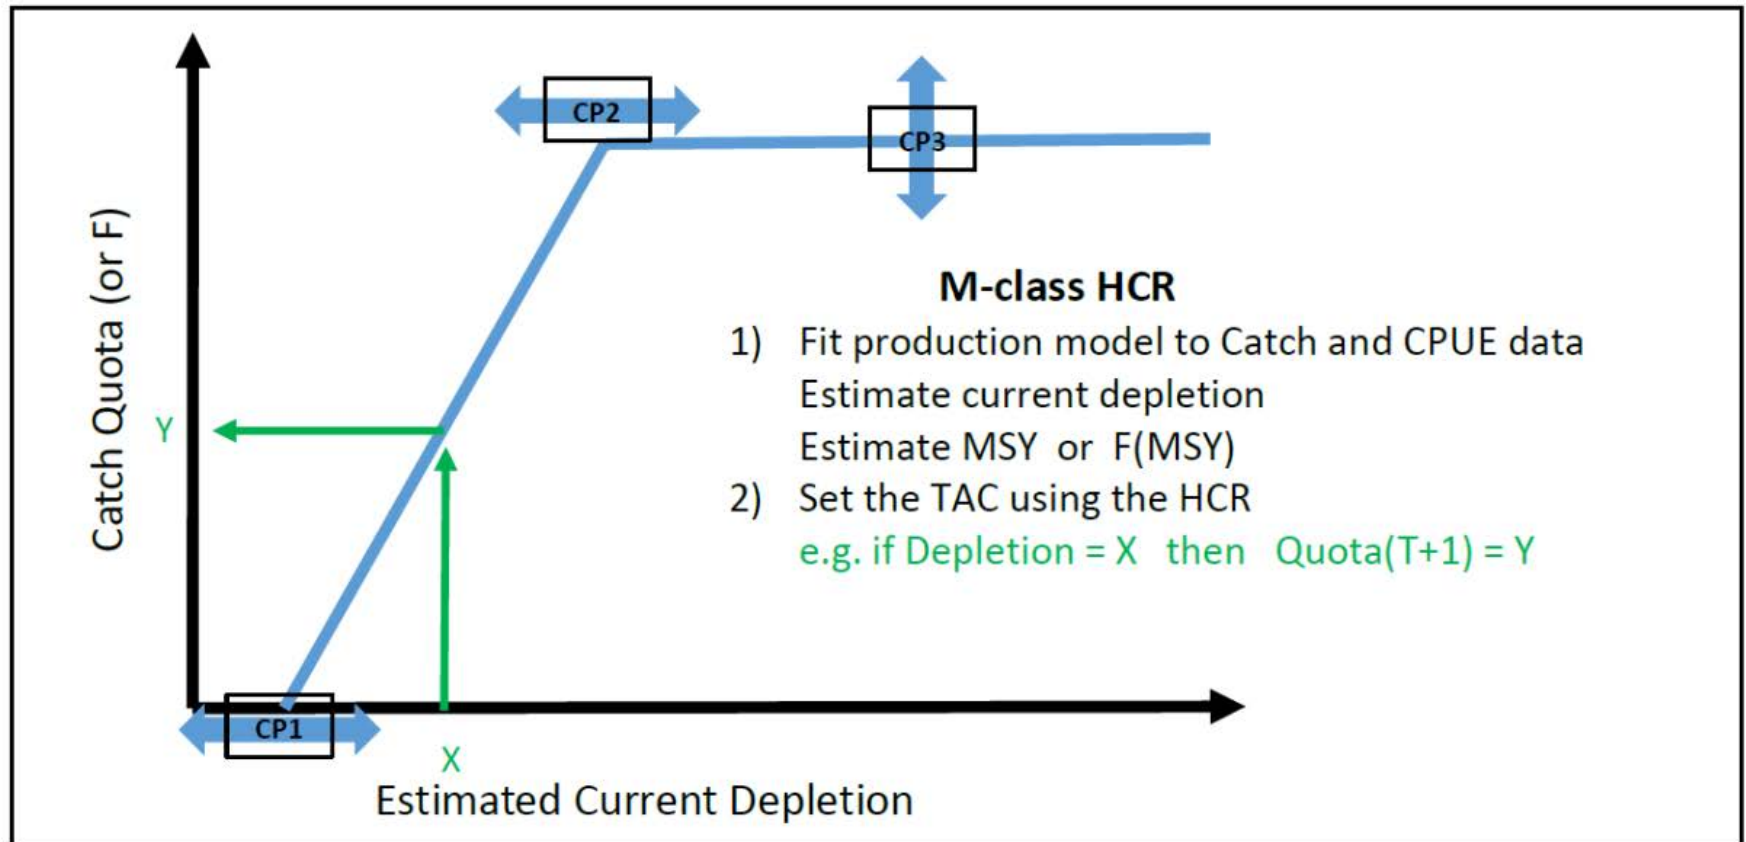 CP2
CP3
Catch Quota (or F)
M-class HCR
1) Fit production model to Catch and CPUE data
Estimate current depletion
Y
Estimate MSY or F(MSY)
2) Set the TAC using the HCR
e.g. if Depletion = X then Quota(T+1) = Y
CP1
X
Estimated Current Depletion